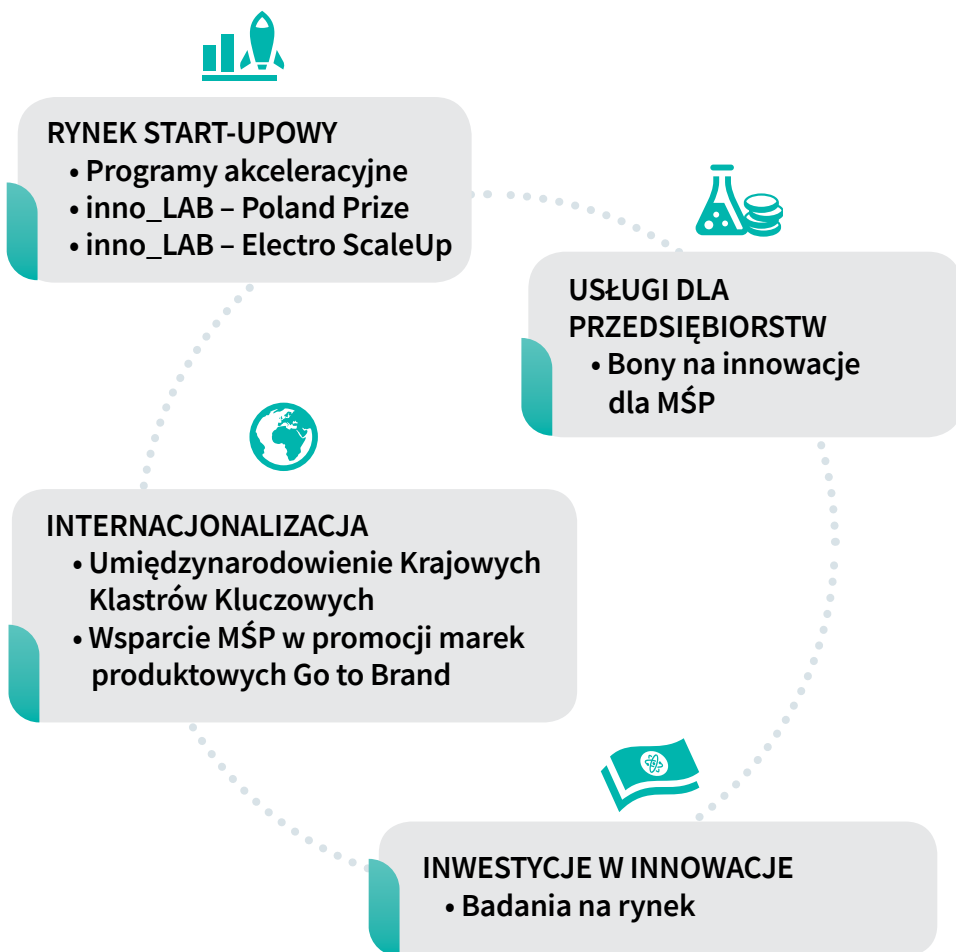 RYNEK START-UPOWY
• Programy akceleracyjne
• inno_LAB – Poland Prize
• inno_LAB – Electro ScaleUp
USŁUGI DLA
PRZEDSIĘBIORSTW
• Bony na innowacje
dla MŚP
INTERNACJONALIZACJA
• Umiędzynarodowienie Krajowych
Klastrów Kluczowych
• Wsparcie MŚP w promocji marek
produktowych Go to Brand
INWESTYCJE W INNOWACJE
• Badania na rynek